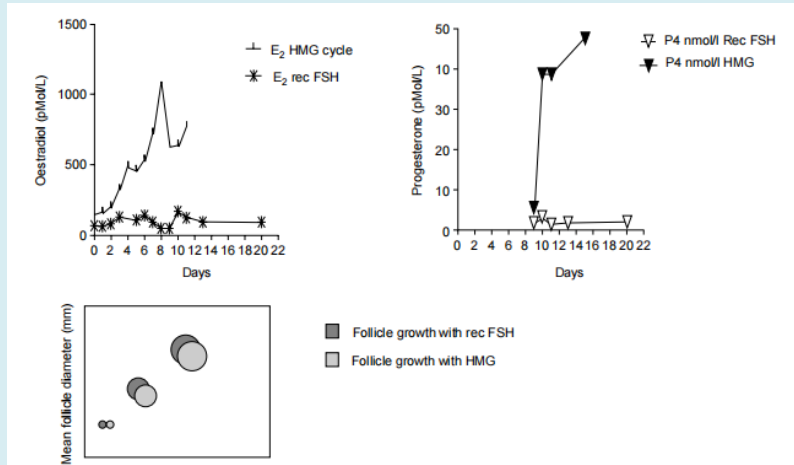 1500
1000
500
0
Oestradiol (pMol/L)
0 2 4 6 8 10 12 14 16 18 20 22
Days
E₂ HMG cycle
E₂ rec FSH
50
10
30
20
10
0
Progesterone (pMol/L)
0 2 4 6 8 10 12 14 16 18 20 22
Days
P4 nmol/l Rec FSH
P4 nmol/l HMG
Mean follicle diameter (mm)
Follicle growth with rec FSH
Follicle growth with HMG